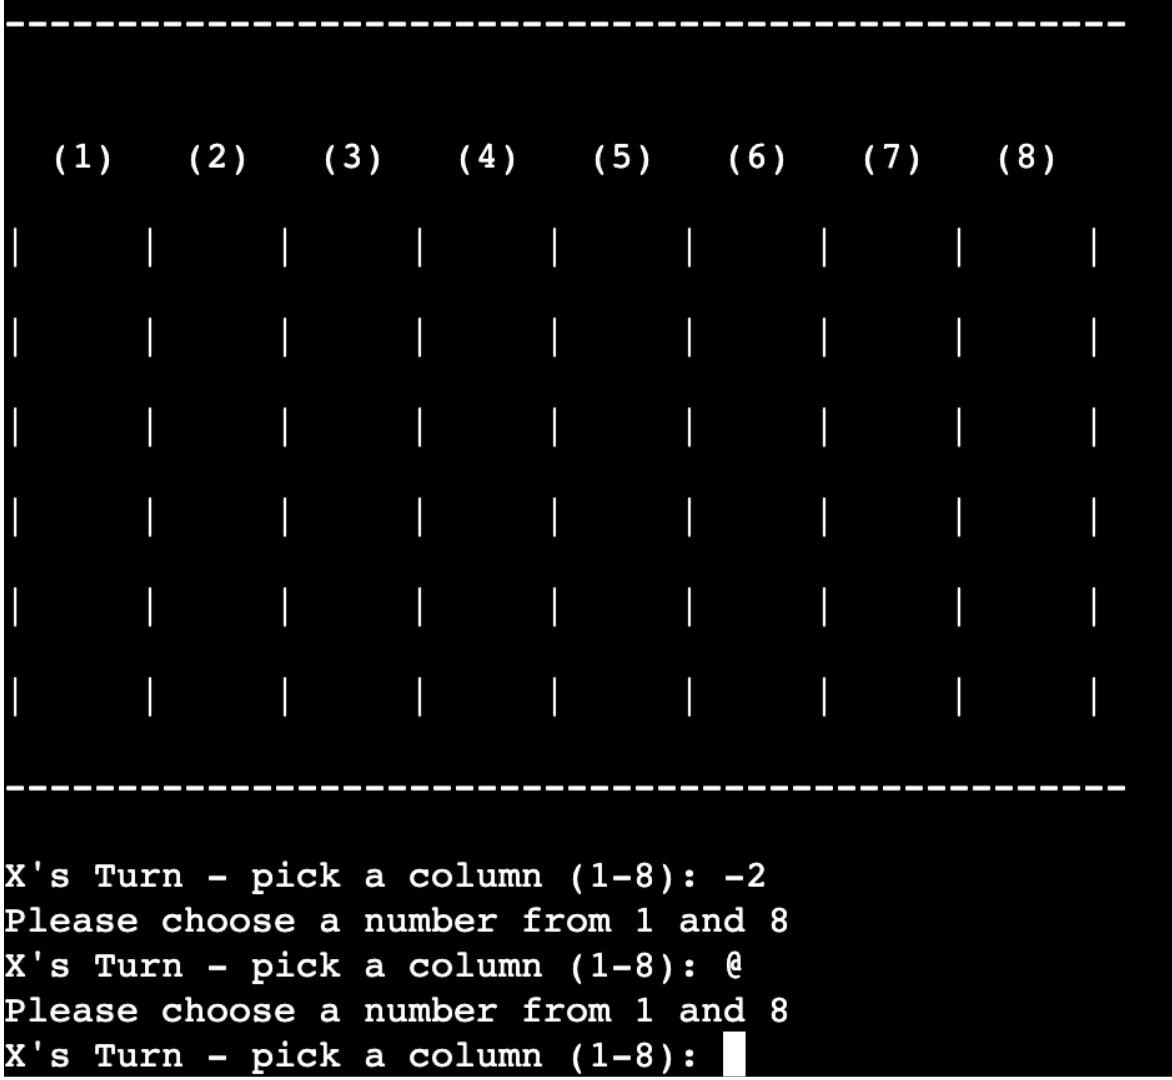 --------------------------------------------------
(1) (2) (3) (4) (5) (6) (7) (8)
| | | | | | | | |
| | | | | | | | |
| | | | | | | | |
| | | | | | | | |
| | | | | | | | |
| | | | | | | | |
--------------------------------------------------
X's Turn - pick a column (1-8): -2
Please choose a number from 1 and 8
X's Turn - pick a column (1-8): @
Please choose a number from 1 and 8
X's Turn - pick a column (1-8):